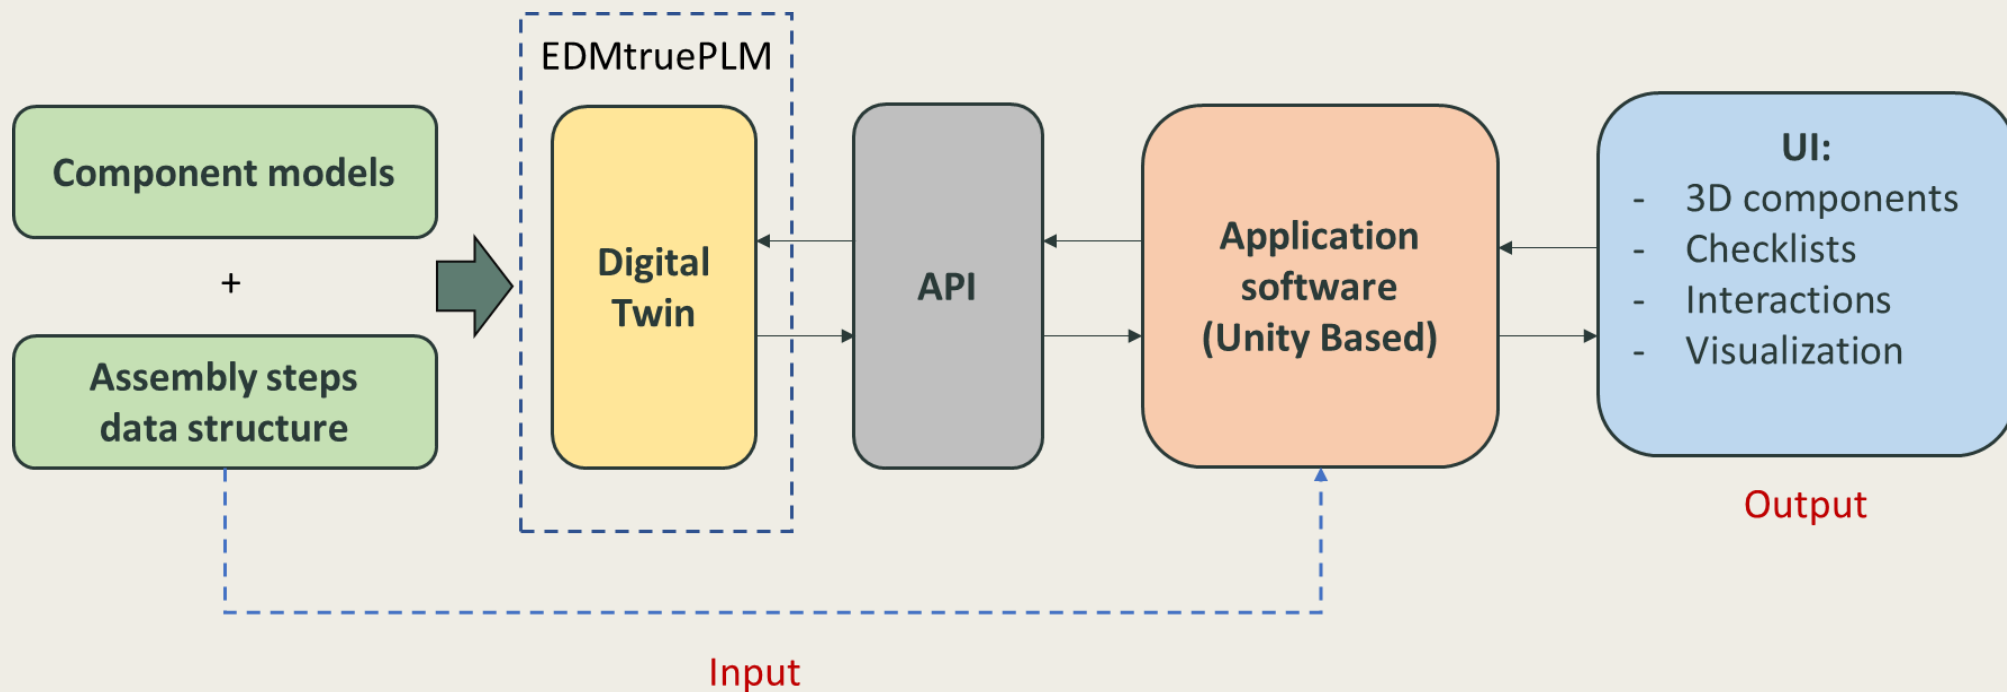 EDMtruePLM
Component models
+
Assembly steps
data structure
Digital
Twin
API
Application
software
(Unity Based)
UI:
- 3D components
- Checklists
- Interactions
- Visualization
Output
Input